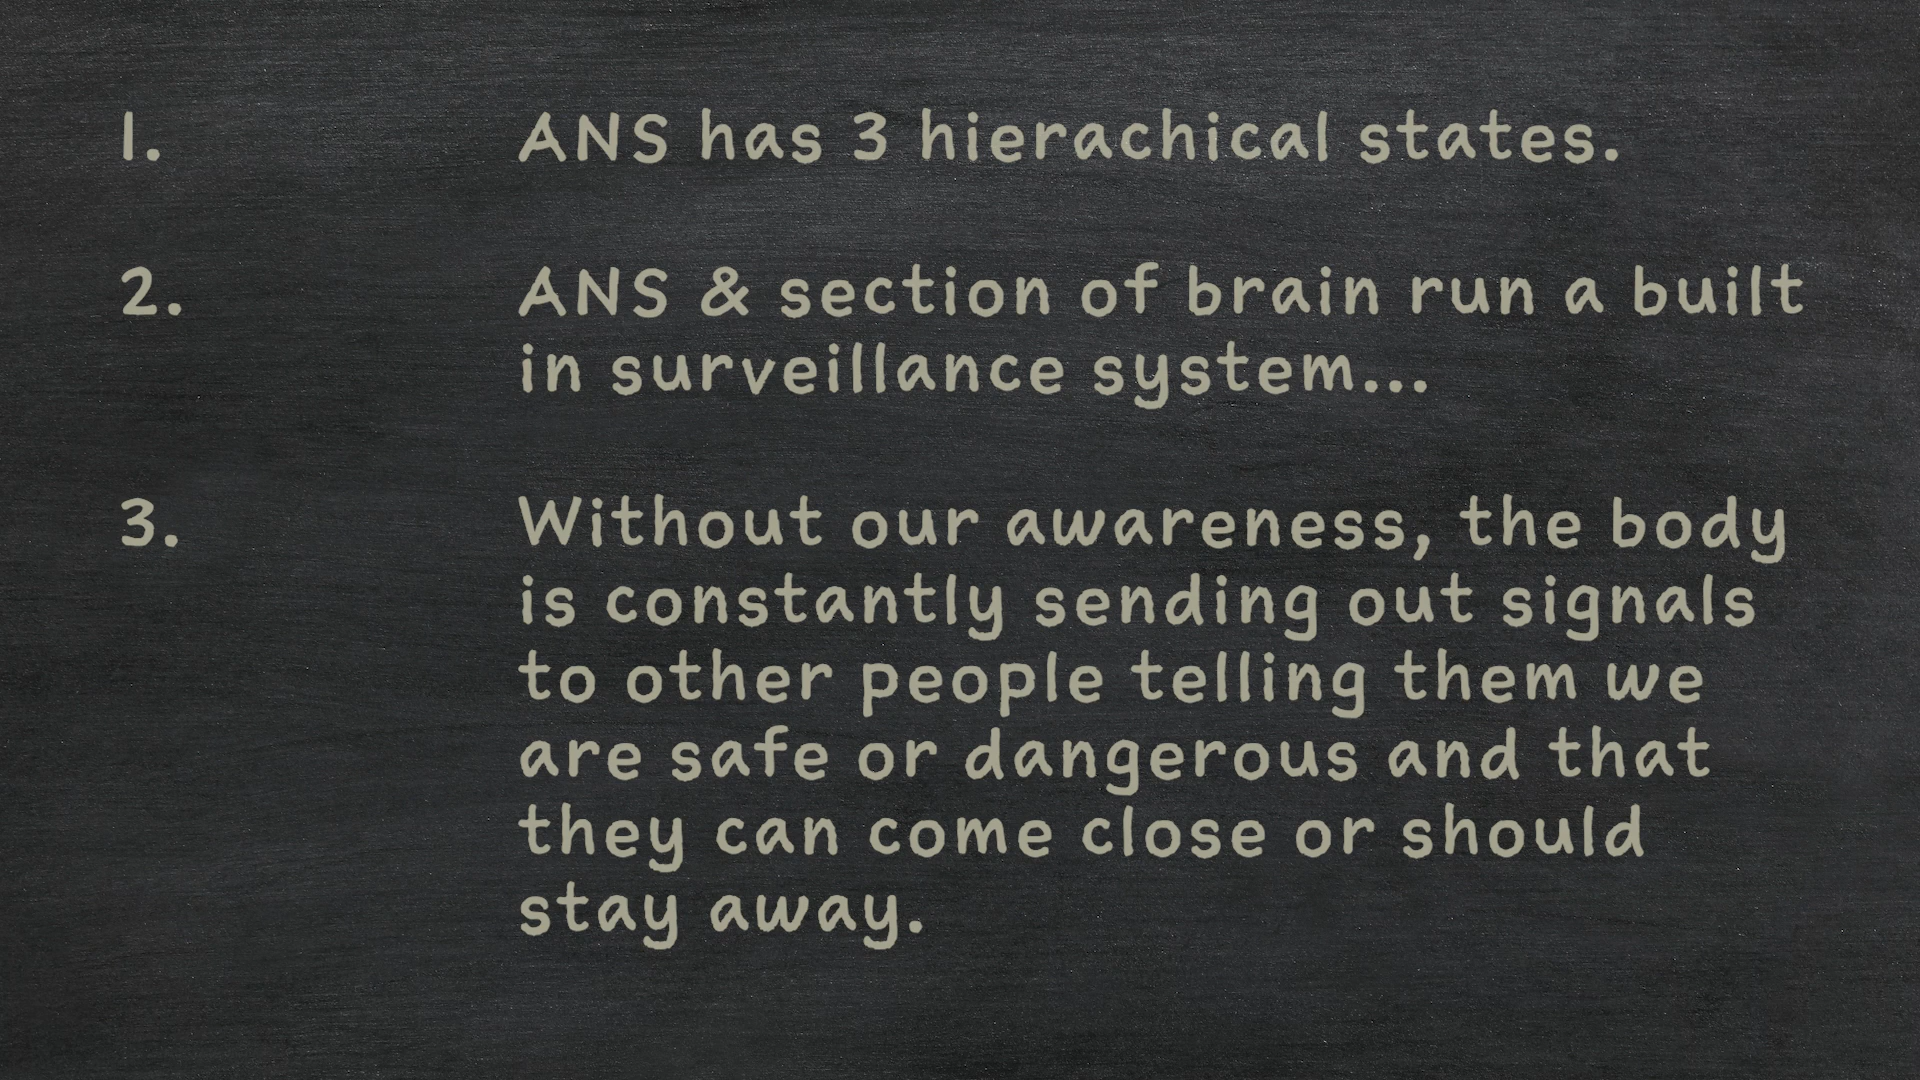 1. ANS has 3 hierachical states.
2. ANS & section of brain run a built
in surveillance system...
3. Without our awareness, the body
is constantly sending out signals
to other people telling them we
are safe or dangerous and that
they can come close or should
stay away.